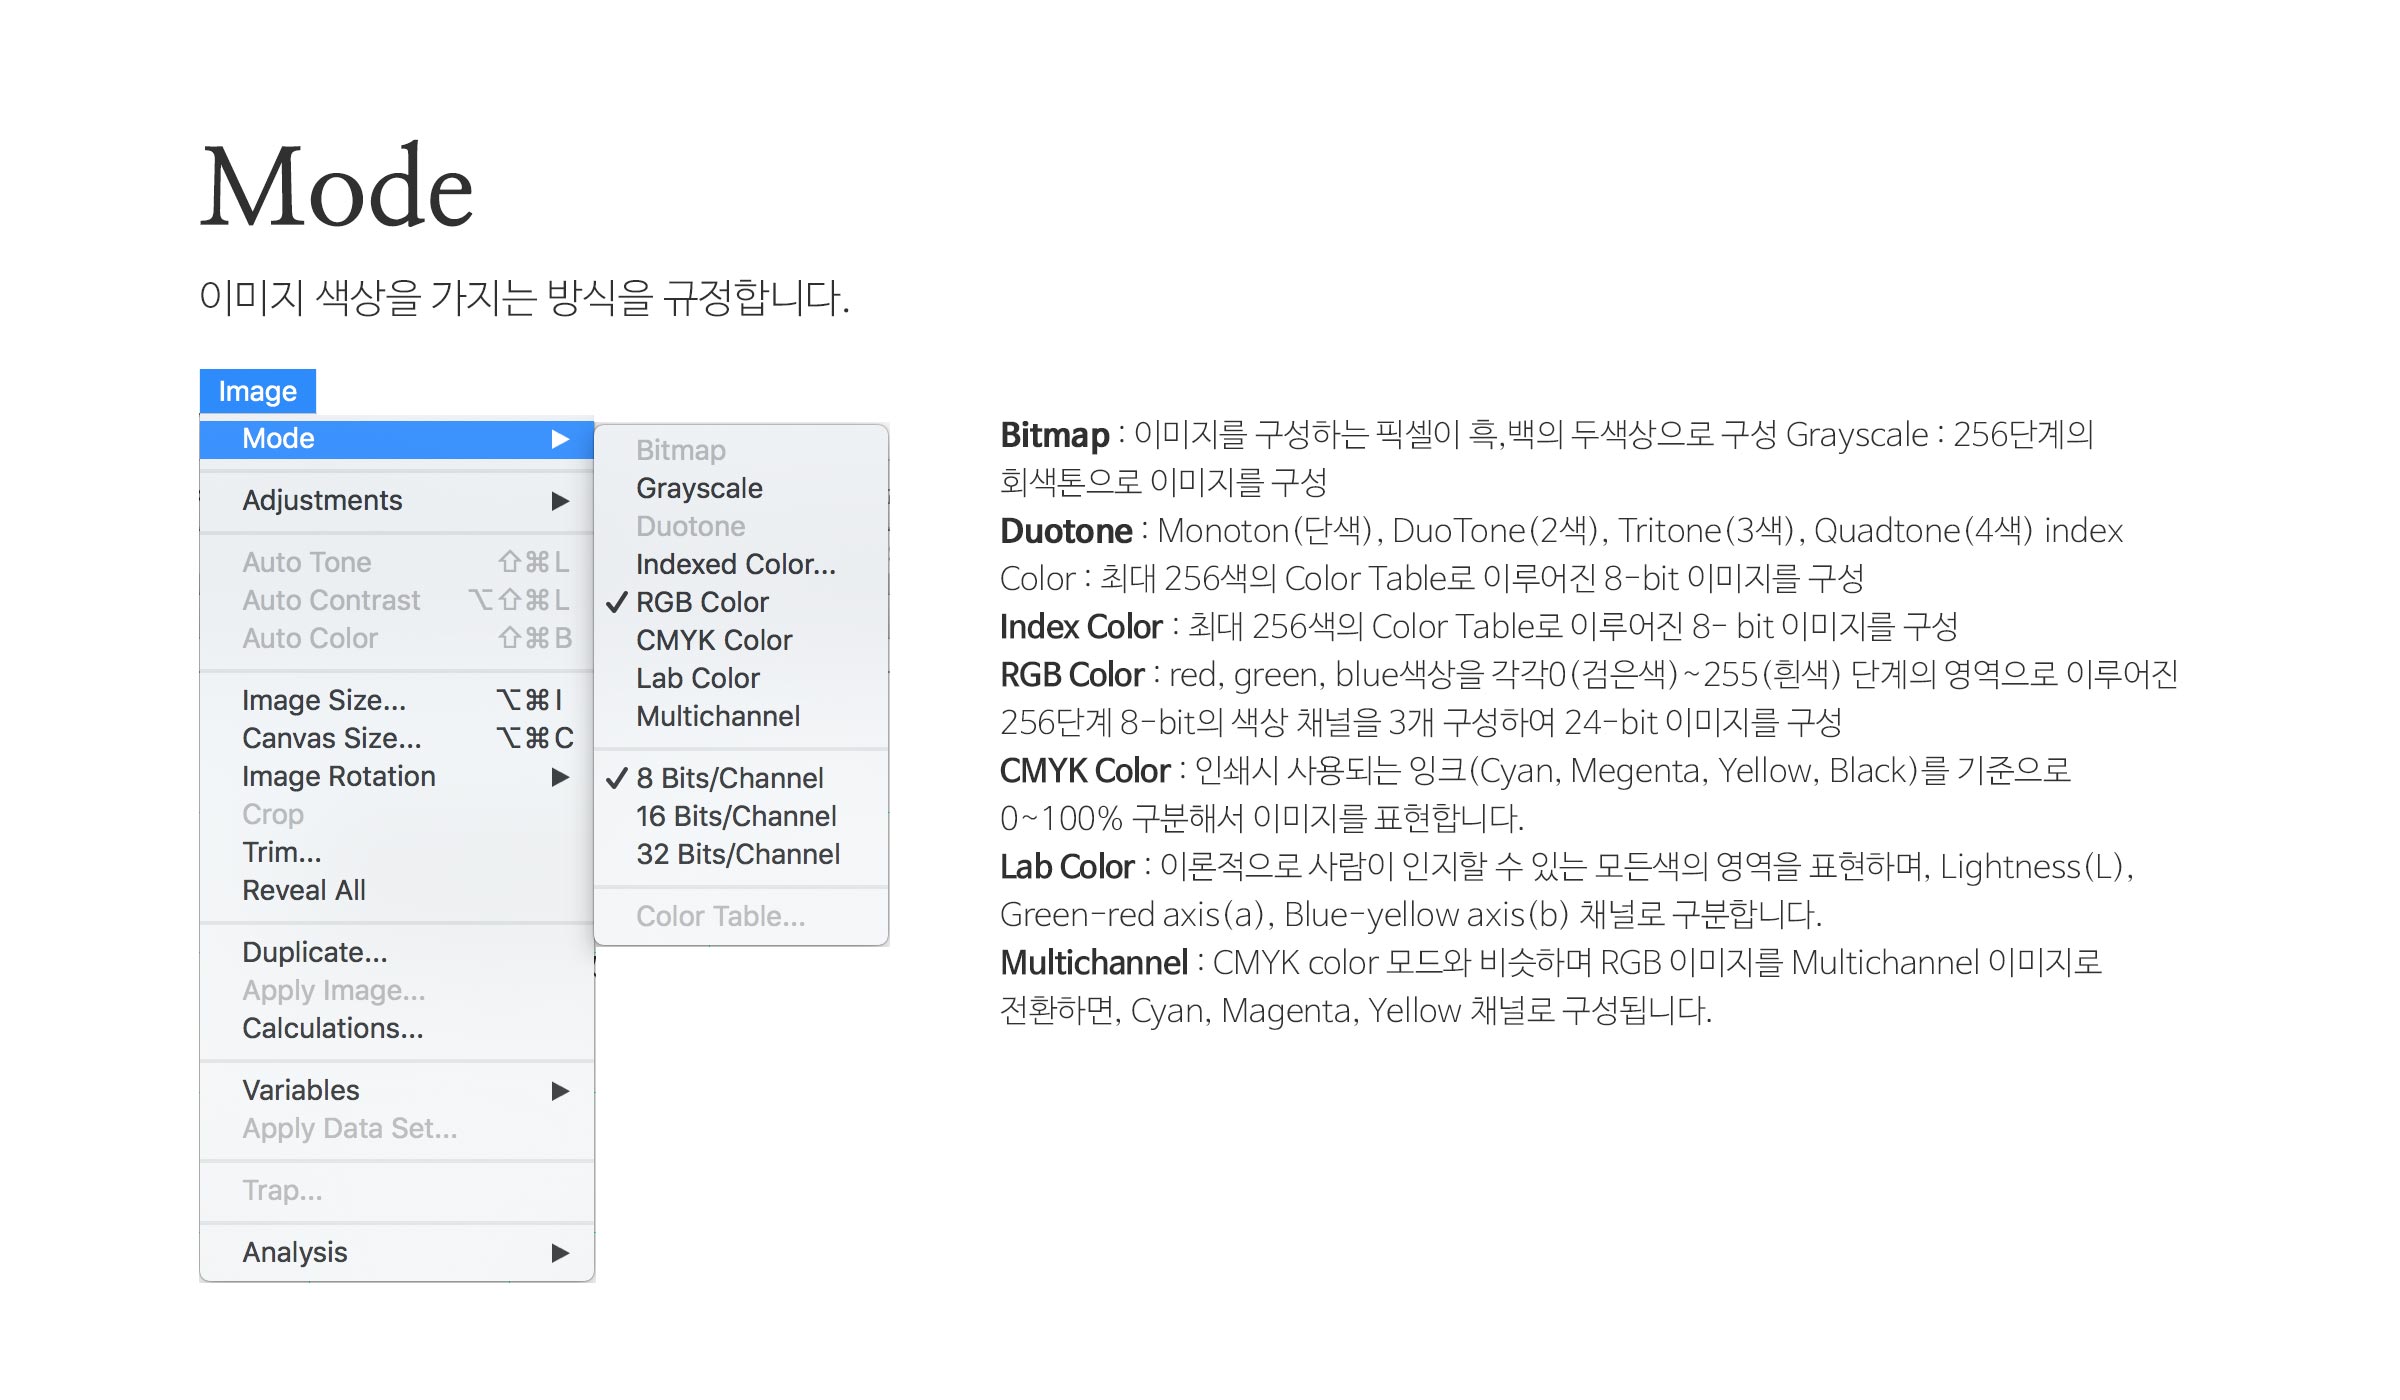 Mode
이미지 색상을 가지는 방식을 규정합니다.
Image
Mode ▶
Adjustments ▶
Auto Tone ⇧⌘L
Auto Contrast ⌥⇧⌘L
Auto Color ⇧⌘B
Image Size... ⌥⌘I
Canvas Size... ⌥⌘C
Image Rotation ▶
Crop
Trim...
Reveal All
Duplicate...
Apply Image...
Calculations...
Variables ▶
Apply Data Set...
Trap...
Analysis ▶
Bitmap
Grayscale
Duotone
Indexed Color...
✓ RGB Color
CMYK Color
Lab Color
Multichannel
✓ 8 Bits/Channel
16 Bits/Channel
32 Bits/Channel
Color Table...
Bitmap : 이미지를 구성하는 픽셀이 흑,백의 두색상으로 구성 Grayscale : 256단계의
회색톤으로 이미지를 구성
Duotone : Monoton(단색), DuoTone(2색), Tritone(3색), Quadtone(4색) index
Color : 최대 256색의 Color Table로 이루어진 8-bit 이미지를 구성
Index Color : 최대 256색의 Color Table로 이루어진 8- bit 이미지를 구성
RGB Color : red, green, blue색상을 각각0(검은색)~255(흰색) 단계의 영역으로 이루어진
256단계 8-bit의 색상 채널을 3개 구성하여 24-bit 이미지를 구성
CMYK Color : 인쇄시 사용되는 잉크(Cyan, Megenta, Yellow, Black)를 기준으로
0~100% 구분해서 이미지를 표현합니다.
Lab Color : 이론적으로 사람이 인지할 수 있는 모든색의 영역을 표현하며, Lightness(L),
Green-red axis(a), Blue-yellow axis(b) 채널로 구분합니다.
Multichannel : CMYK color 모드와 비슷하며 RGB 이미지를 Multichannel 이미지로
전환하면, Cyan, Magenta, Yellow 채널로 구성됩니다.